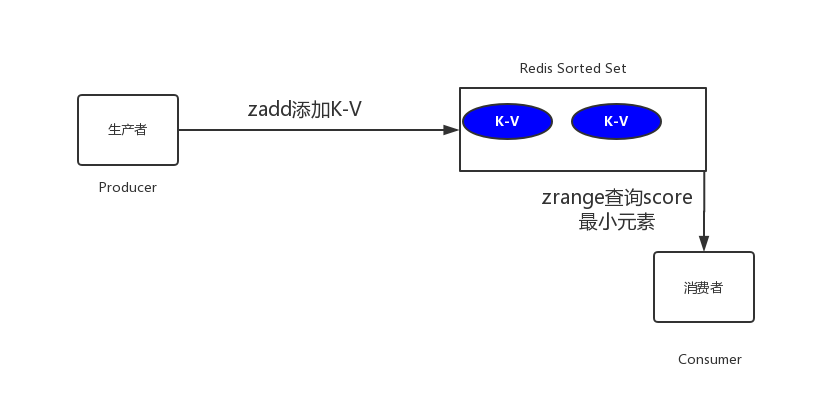 Redis Sorted Set
zadd添加K-V
K-V
K-V
生产者
Producer
zrange查询score
最小元素
消费者
Consumer